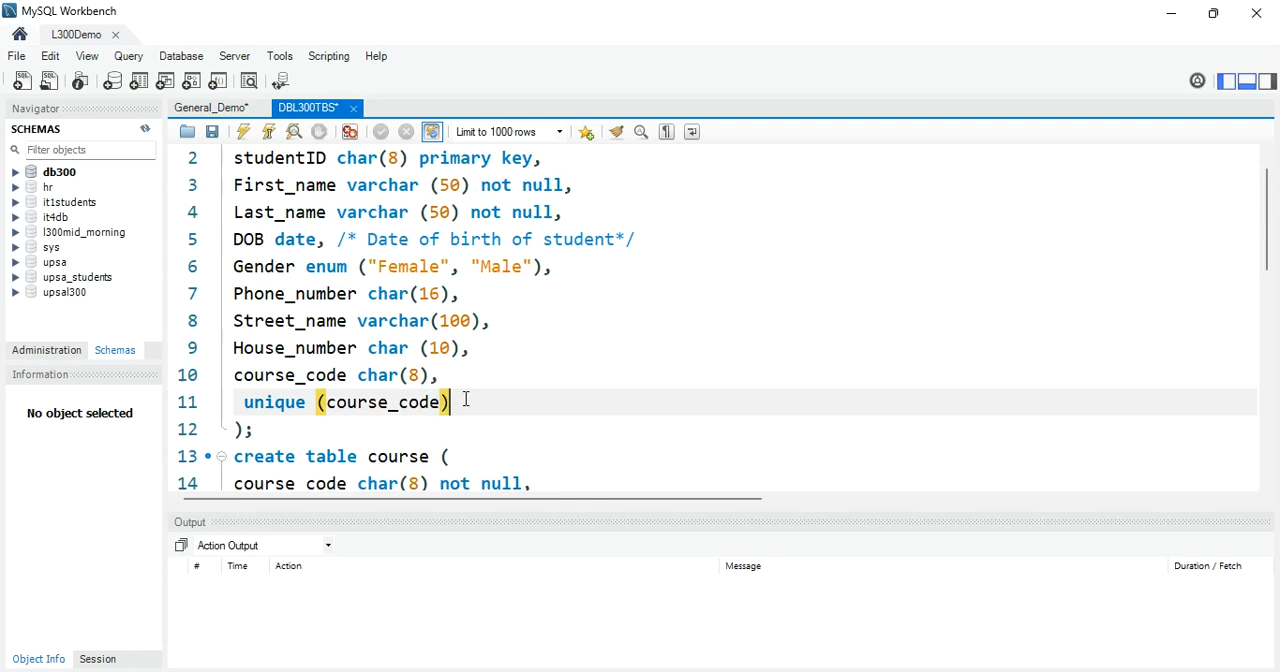 MySQL Workbench
L300Demo
File Edit View Query Database Server Tools Scripting Help
Navigator
General_Demo*
DBL300TBS*
SCHEMAS
Filter objects
Limit to 1000 rows
db300
hr
it1students
it4db
l300mid_morning
sys
upsa
upsa_students
upsal300
Administration Schemas
Information
No object selected
2 studentID char(8) primary key,
3 First_name varchar (50) not null,
4 Last_name varchar (50) not null,
5 DOB date, /* Date of birth of student*/
6 Gender enum ("Female", "Male"),
7 Phone_number char(16),
8 Street_name varchar(100),
9 House_number char (10),
10 course_code char(8),
11 unique (course_code)
12 );
13 create table course (
14 course code char(8) not null,
Output
Action Output
# Time Action Message Duration / Fetch
Object Info Session